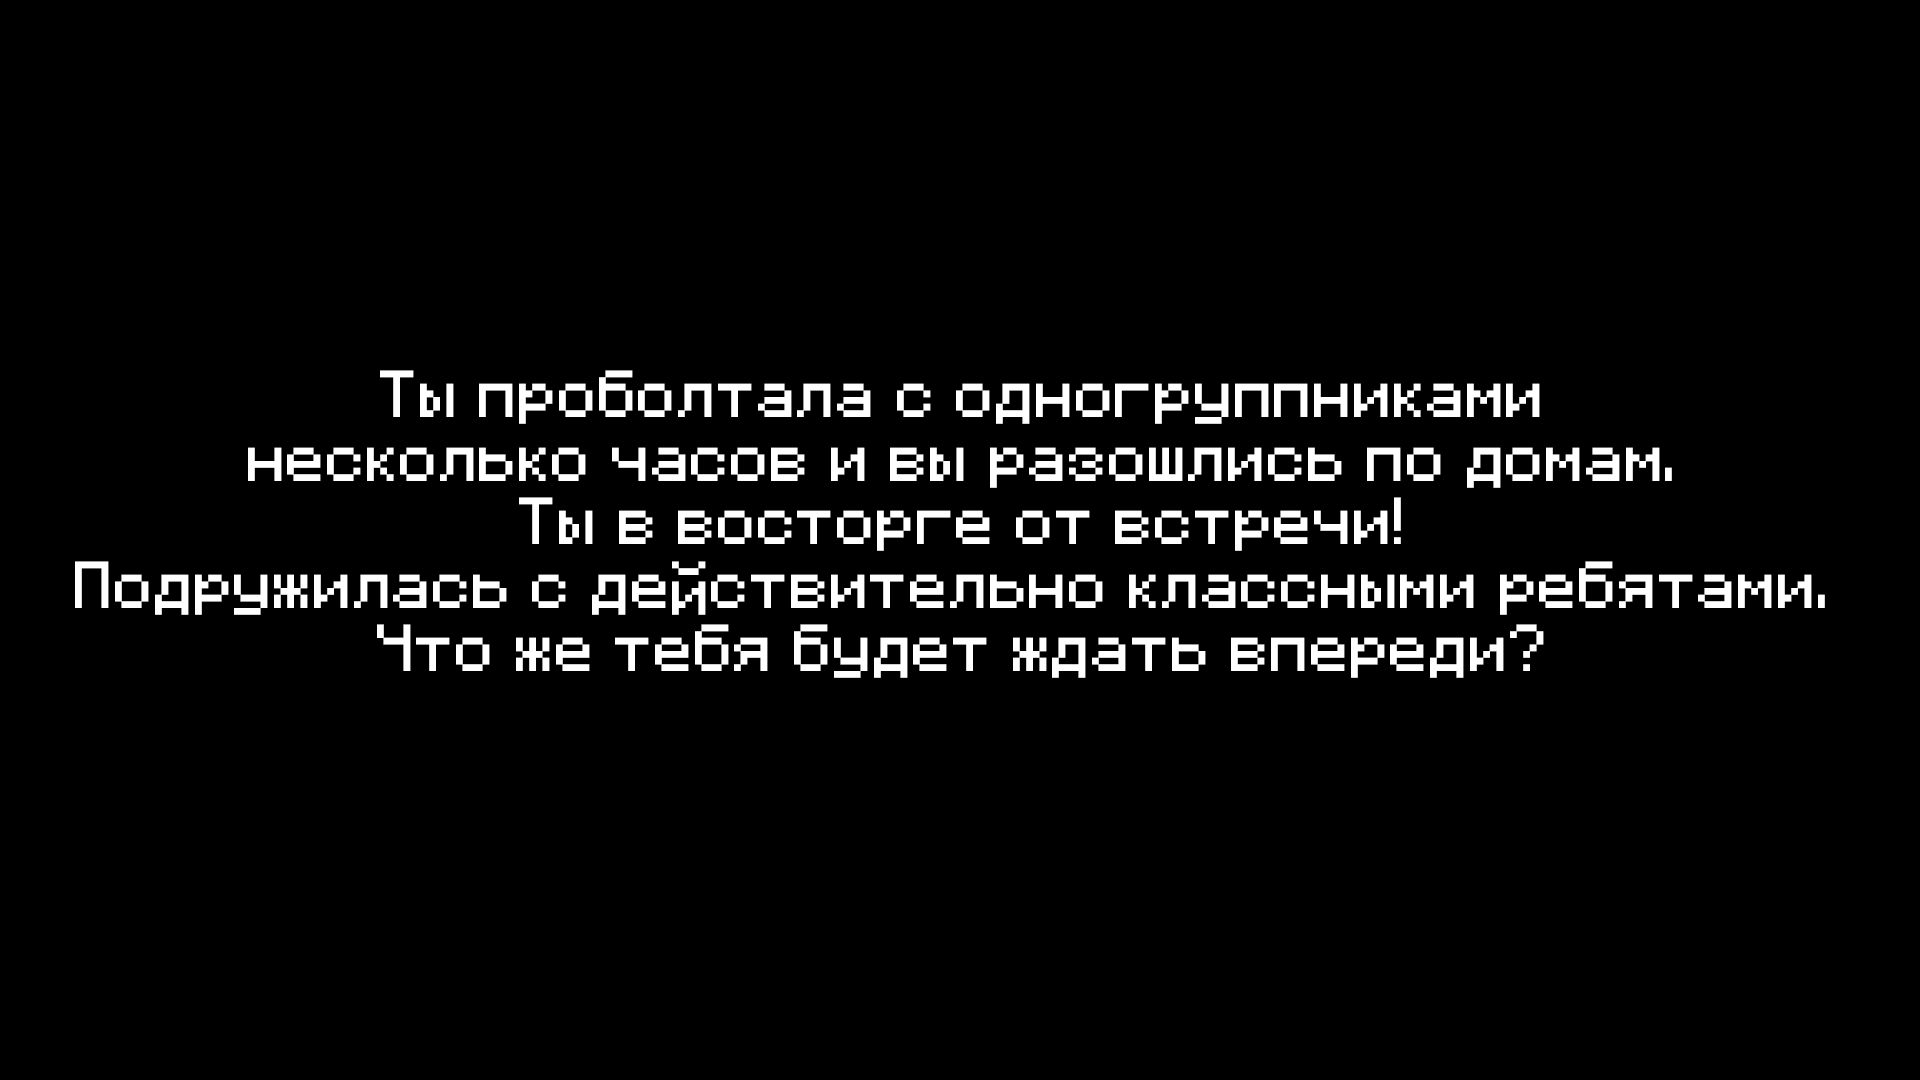 Ты проболтала с одногруппниками
несколько часов и вы разошлись по домам.
Ты в восторге от встречи!
Подружилась с действительно классными ребятами.
Что же тебя будет ждать впереди?